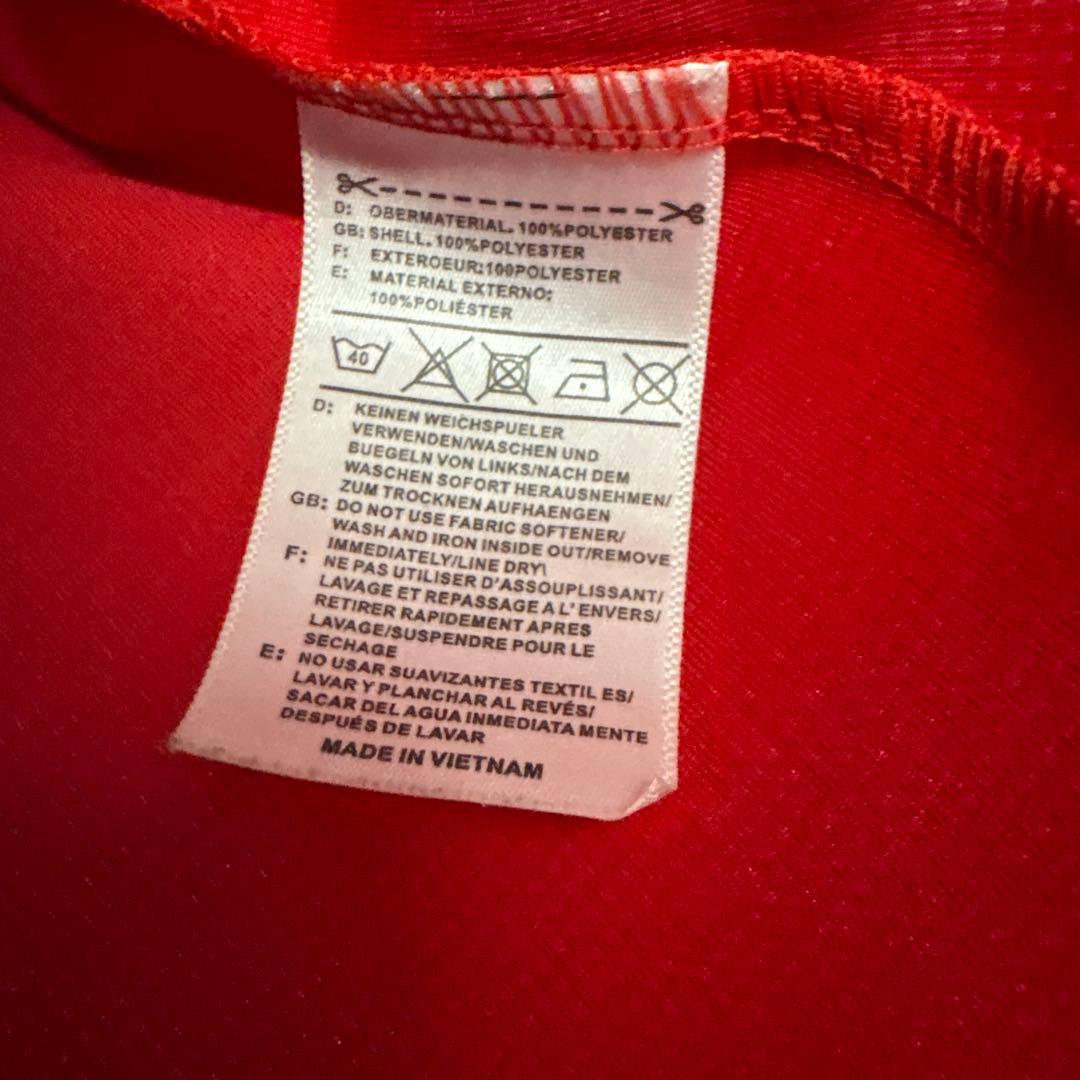 D: OBERMATERIAL. 100%POLYESTER
GB: SHELL. 100%POLYESTER
F: EXTEROEUR:100POLYESTER
E: MATERIAL EXTERNO:
100%POLIÉSTER
40
D: KEINEN WEICHSPUELER
VERWENDEN/WASCHEN UND
BUEGELN VON LINKS/NACH DEM
WASCHEN SOFORT HERAUSNEHMEN/
ZUM TROCKNEN AUFHAENGEN
GB: DO NOT USE FABRIC SOFTENER/
WASH AND IRON INSIDE OUT/REMOVE
IMMEDIATELY/LINE DRY\
F: NE PAS UTILISER D'ASSOUPLISSANT/
LAVAGE ET REPASSAGE A L' ENVERS/
RETIRER RAPIDEMENT APRES
LAVAGE/SUSPENDRE POUR LE
SECHAGE
E: NO USAR SUAVIZANTES TEXTIL ES/
LAVAR Y PLANCHAR AL REVÉS/
SACAR DEL AGUA INMEDIATA MENTE
DESPUÉS DE LAVAR
MADE IN VIETNAM